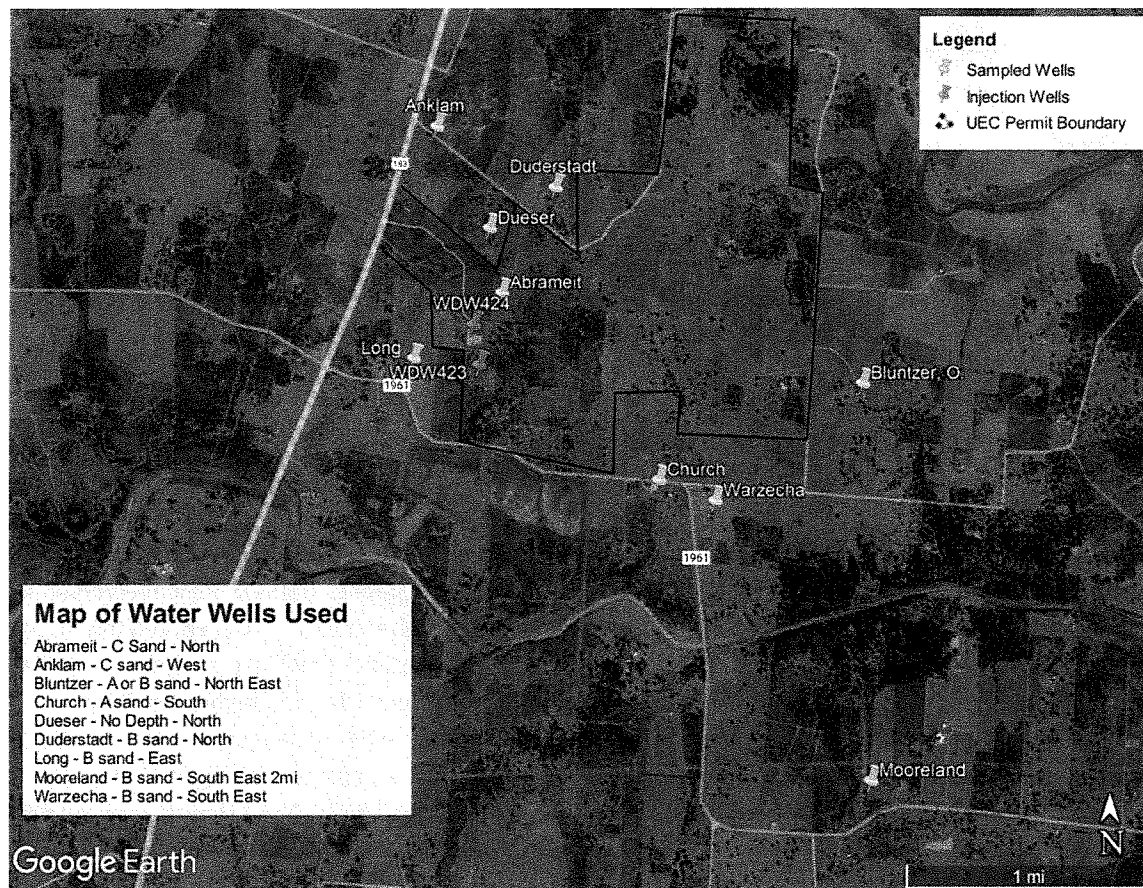 Legend
Sampled Wells
Injection Wells
UEC Permit Boundary
Anklam
183
Duderstadt
Dueser
Abrameit
WDW424
Long
WDW423
1961
Bluntzer, O.
Church
Warzecha
1961
Map of Water Wells Used
Abrameit - C Sand - North
Anklam - C sand - West
Bluntzer - A or B sand - North East
Church - A sand - South
Dueser - No Depth - North
Duderstadt - B sand - North
Long - B sand - East
Mooreland - B sand - South East 2mi
Warzecha - B sand - South East
Mooreland
N
Google Earth
1 mi